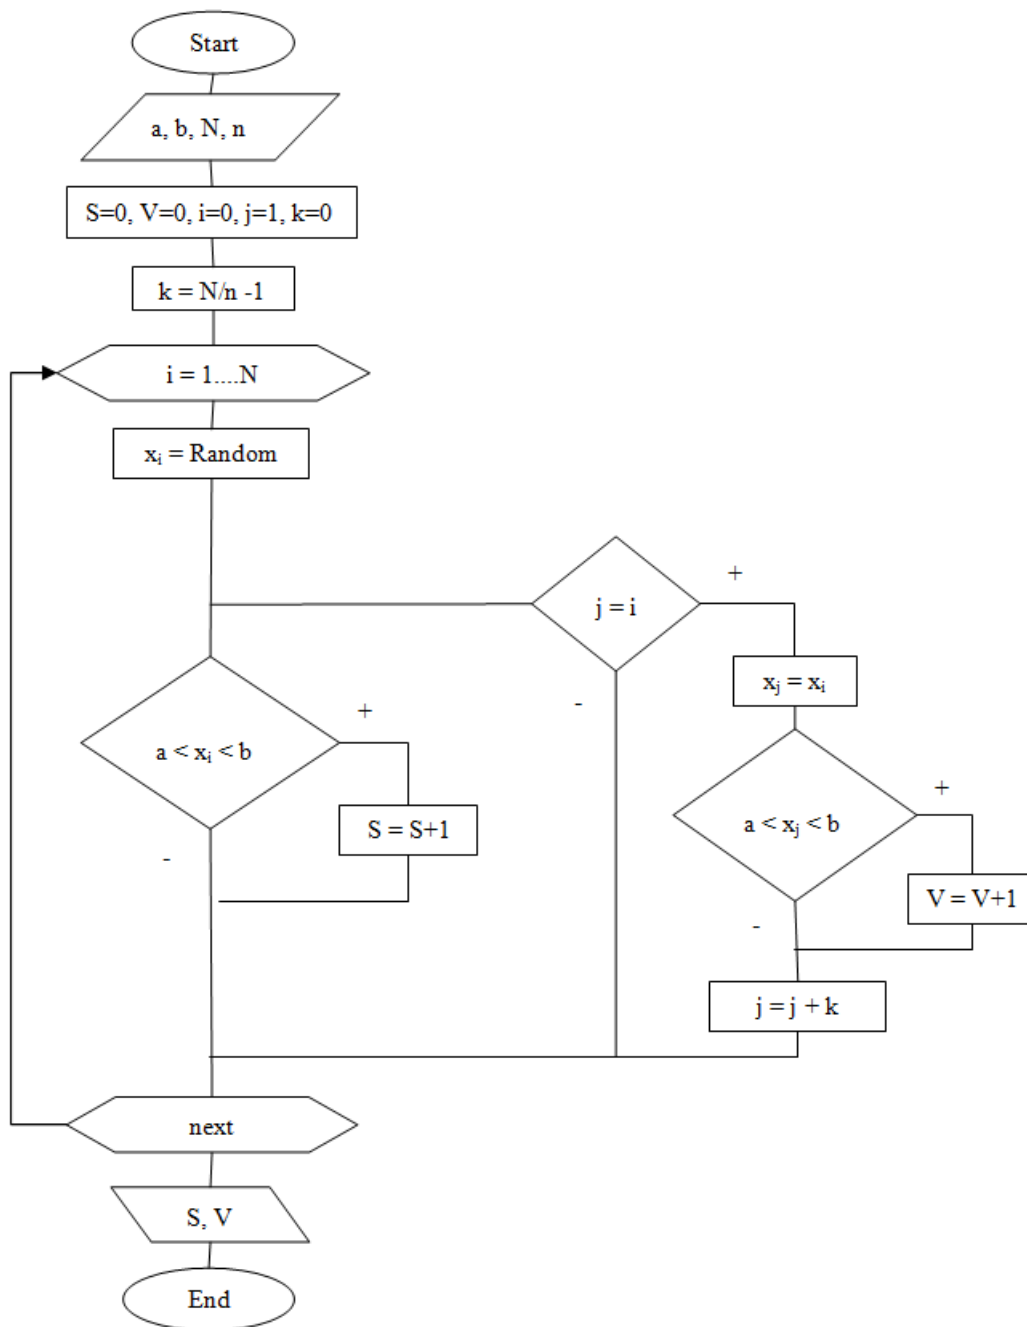 Start
a, b, N, n
S=0, V=0, i=0, j=1, k=0
k = N/n -1
i = 1....N
xᵢ = Random
j = i
+
-
xⱼ = xᵢ
a < xᵢ < b
+
-
S = S+1
a < xⱼ < b
+
-
V = V+1
j = j + k
next
S, V
End